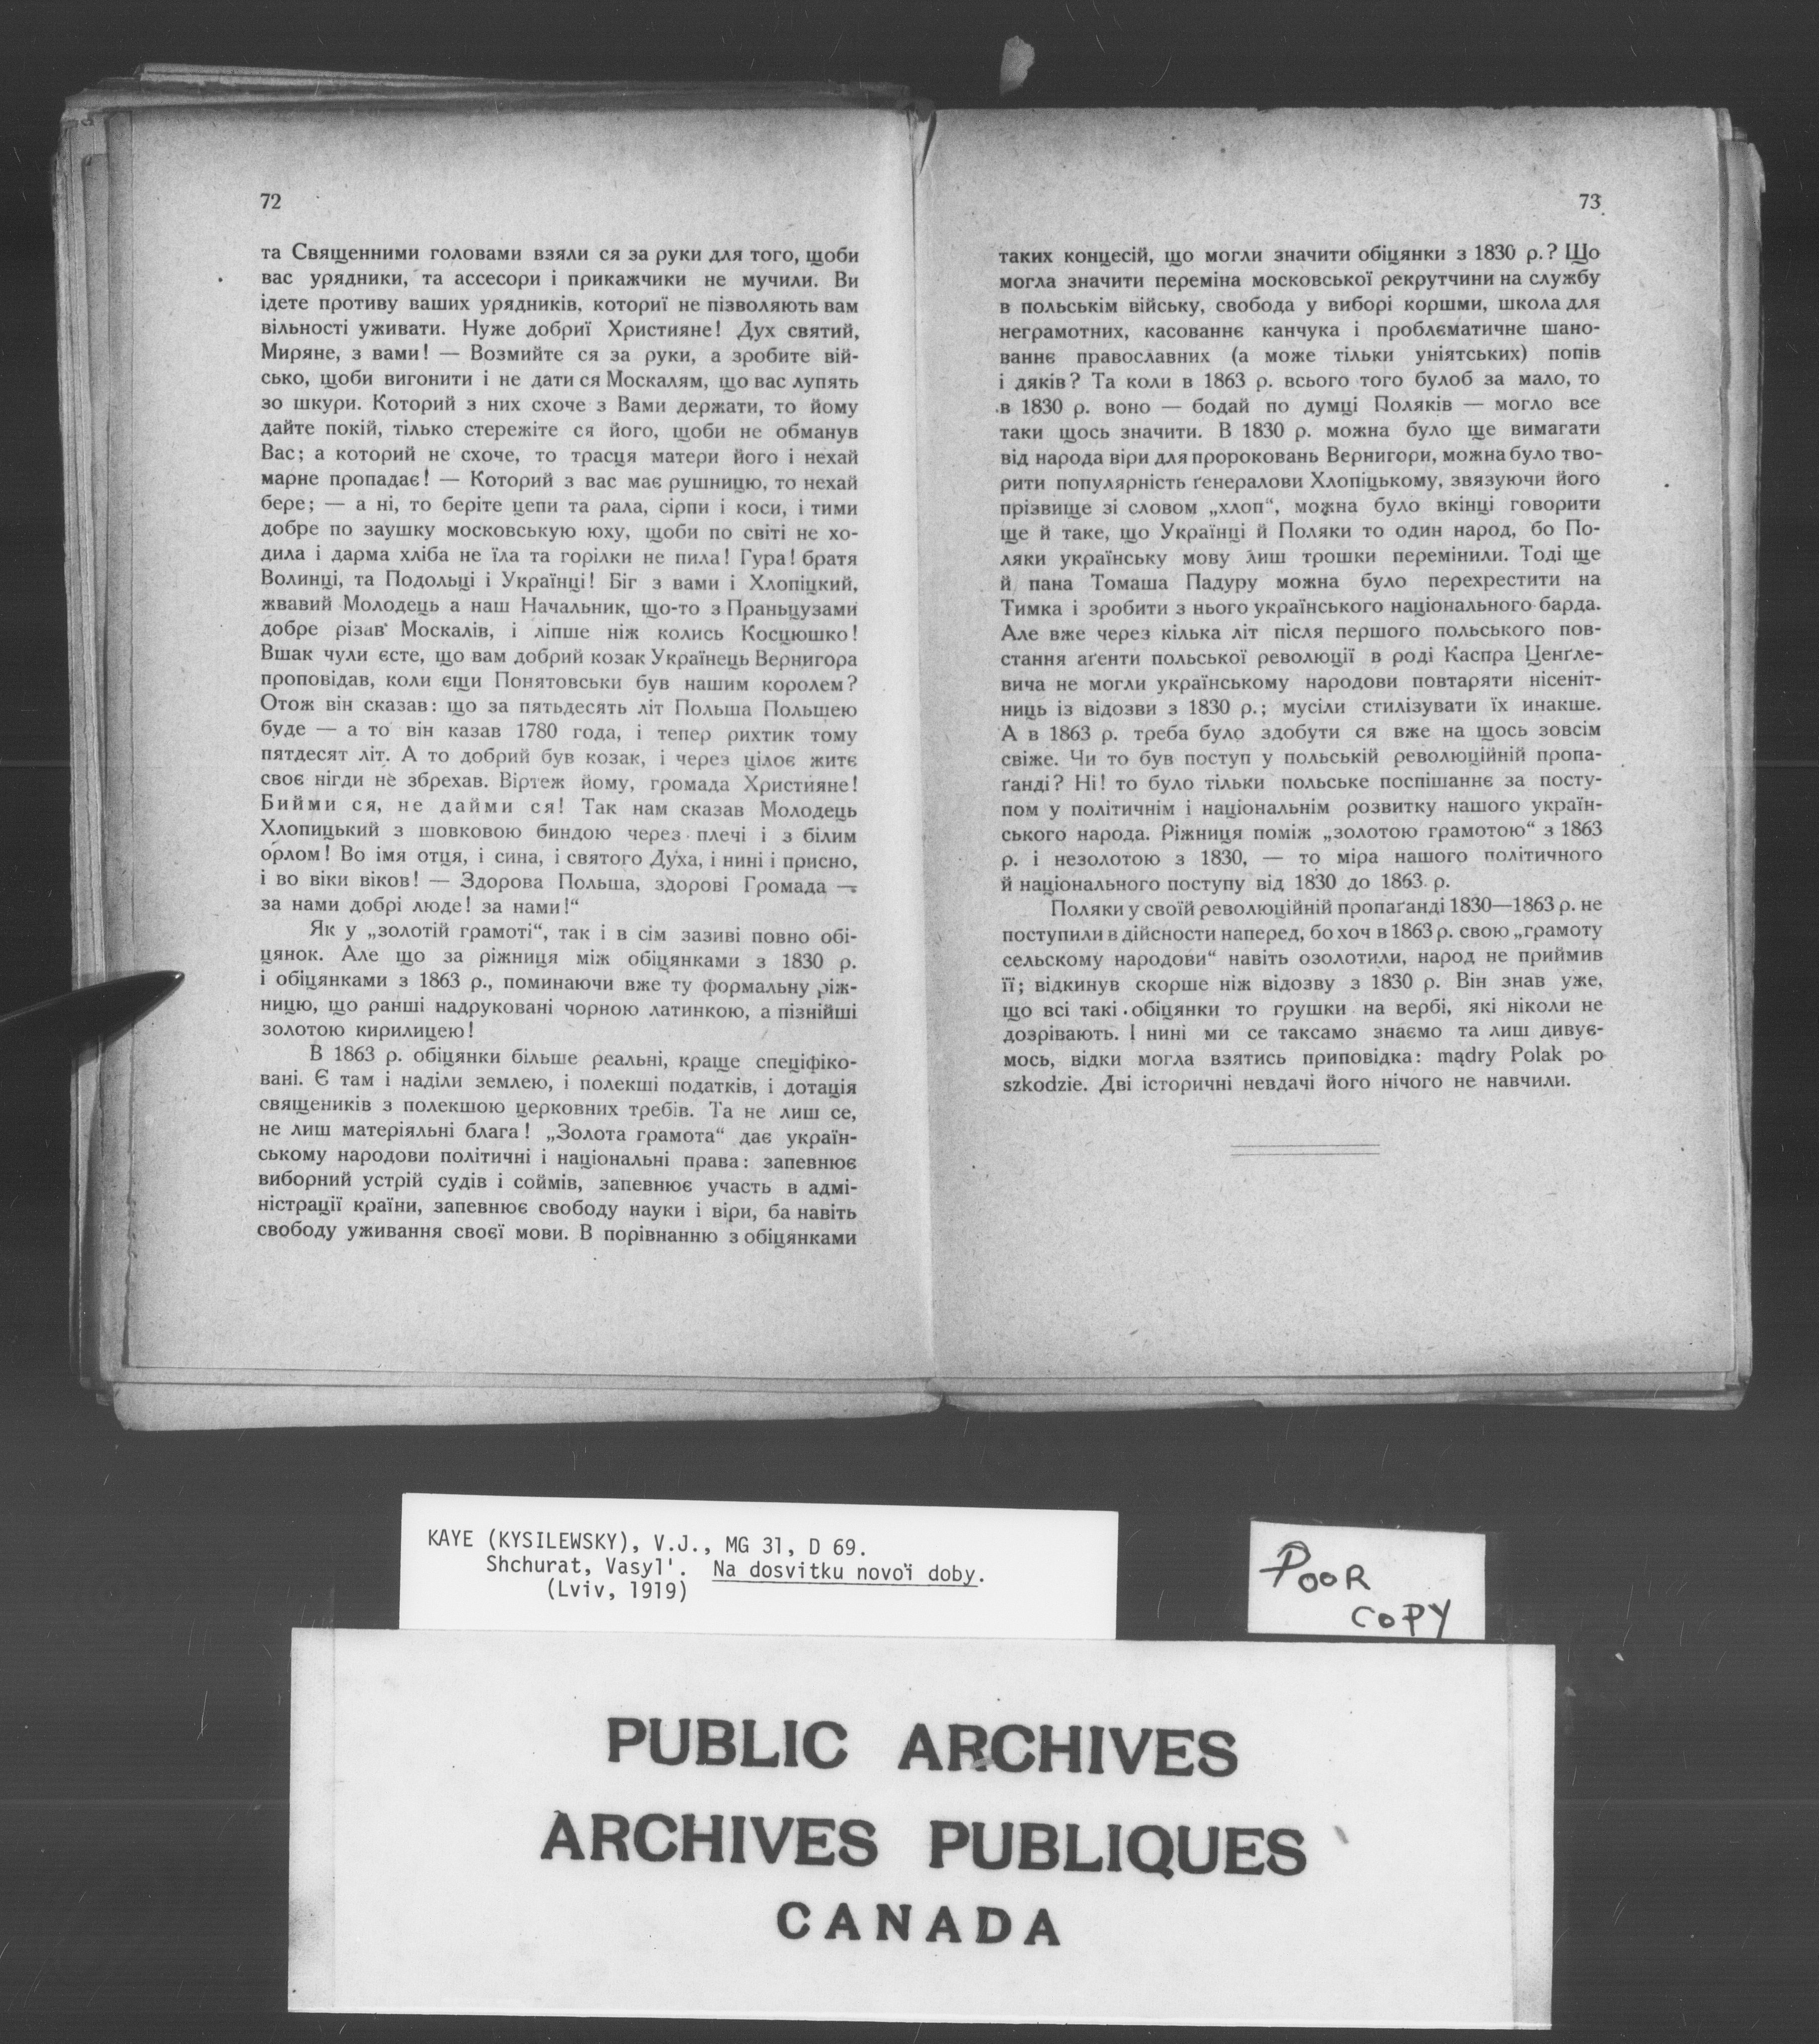 72
та Священними головами взяли ся за руки для того, щоби
вас урядники, та ассесори і прикажчики не мучили. Ви
ідете противу ваших урядників, коториї не пізволяють вам
вільності уживати. Нуже добриї Християне! Дух святий,
Миряне, з вами! — Возмийте ся за руки, а зробите вій-
сько, щоби вигонити і не дати ся Москалям, що вас лупять
зо шкури. Которий з них схоче з Вами держати, то йому
дайте покій, тілько стережіте ся його, щоби не обманув
Вас; а которий не схоче, то трасця матери його і нехай
марне пропадає! — Которий з вас має рушницю, то нехай
бере; — а ні, то беріте цепи та рала, сірпи і коси, і тими
добре по заушку московськую юху, щоби по світі не хо-
дила і дарма хліба не їла та горілки не пила! Гура! братя
Волинці, та Подольці і Українці! Біг з вами і Хлопіцкий,
жвавий Молодець а наш Начальник, що-то з Праньцузами
добре різав Москалів, і ліпше ніж колись Косцюшко!
Вшак чули єсте, що вам добрий козак Українець Вернигора
проповідав, коли єщи Понятовськи був нашим королем?
Отож він сказав: що за пятьдесять літ Польша Польшею
буде — а то він казав 1780 года, і тепер рихтик тому
пятдесят літ. А то добрий був козак, і через цілоє житє
своє нігди не збрехав. Віртеж йому, громада Християне!
Бийми ся, не даймu ся! Так нам сказав Молодець
Хлопицький з шовковою биндою через плечі і з білим
орлом! Во імя отця, і сина, і святого Духа, і нині і присно,
і во віки віков! — Здорова Польша, здорові Громада —
за нами добрі люде! за нами!“
Як у „золотій грамоті“, так і в сім зазиві повно обі-
цянок. Але що за ріжниця між обіцянками з 1830 р.
і обіцянками з 1863 р., поминаючи вже ту формальну ріж-
ницю, що ранші надруковані чорною латинкою, а пізнійші
золотою кирилицею!
В 1863 р. обіцянки більше реальні, краще спеціфіко-
вані. Є там і наділи землею, і полекші податків, і дотація
священиків з полекшою церковних требів. Та не лиш се,
не лиш матеріяльні блага! „Золота грамота“ дає україн-
ському народови політичні і національні права: запевнює
виборний устрій судів і соймів, запевнює участь в адмі-
ністрації країни, запевнює свободу науки і віри, ба навіть
свободу уживання своєї мови. В порівнанню з обіцянками
73
таких концесій, що могли значити обіцянки з 1830 р.? Що
могла значити переміна московської рекрутчини на службу
в польськім війську, свобода у виборі коршми, школа для
неграмотних, касованнє канчука і проблєматичне шано-
ваннє православних (а може тільки уніятських) попів
і дяків? Та коли в 1863 р. всього того булоб за мало, то
в 1830 р. воно — бодай по думці Поляків — могло все
таки щось значити. В 1830 р. можна було ще вимагати
від народа віри для пророковань Вернигори, можна було тво-
рити популярність ґенералови Хлопіцькому, звязуючи його
прізвище зі словом „хлоп“, можна було вкінці говорити
ще й таке, що Українці й Поляки то один народ, бо По-
ляки українську мову лиш трошки перемінили. Тоді ще
й пана Томаша Падуру можна було перехрестити на
Тимка і зробити з нього українського національного барда.
Але вже через кілька літ після першого польського пов-
стання аґенти польської революції в роді Каспра Ценґле-
вича не могли українському народови повтаряти нісеніт-
ниць із відозви з 1830 р.; мусіли стилізувати їх инакше.
А в 1863 р. треба було здобути ся вже на щось зовсім
свіже. Чи то був поступ у польській революційній пропа-
ґанді? Ні! то було тільки польське поспішаннє за посту-
пом у політичнім і національнім розвитку нашого україн-
ського народа. Ріжниця поміж „золотою грамотою“ з 1863
р. і незолотою з 1830, — то міра нашого політичного
й національного поступу від 1830 до 1863 р.
Поляки у своїй революційній пропаґанді 1830—1863 р. не
поступили в дійсности наперед, бо хоч в 1863 р. свою „грамоту
сельскому народови“ навіть озолотили, народ не приймив
її; відкинув скорше ніж відозву з 1830 р. Він знав уже,
що всі такі обіцянки то грушки на вербі, які ніколи не
дозрівають. І нині ми се таксамо знаємо та лиш дивує-
мось, відки могла взятись приповідка: mądry Polak po
szkodzie. Дві історичні невдачі його нічого не навчили.
KAYE (KYSILEWSKY), V.J., MG 31, D 69.
Shchurat, Vasyl'. Na dosvitku novoï doby.
(Lviv, 1919)
POOR
COPY
PUBLIC ARCHIVES
ARCHIVES PUBLIQUES
CANADA